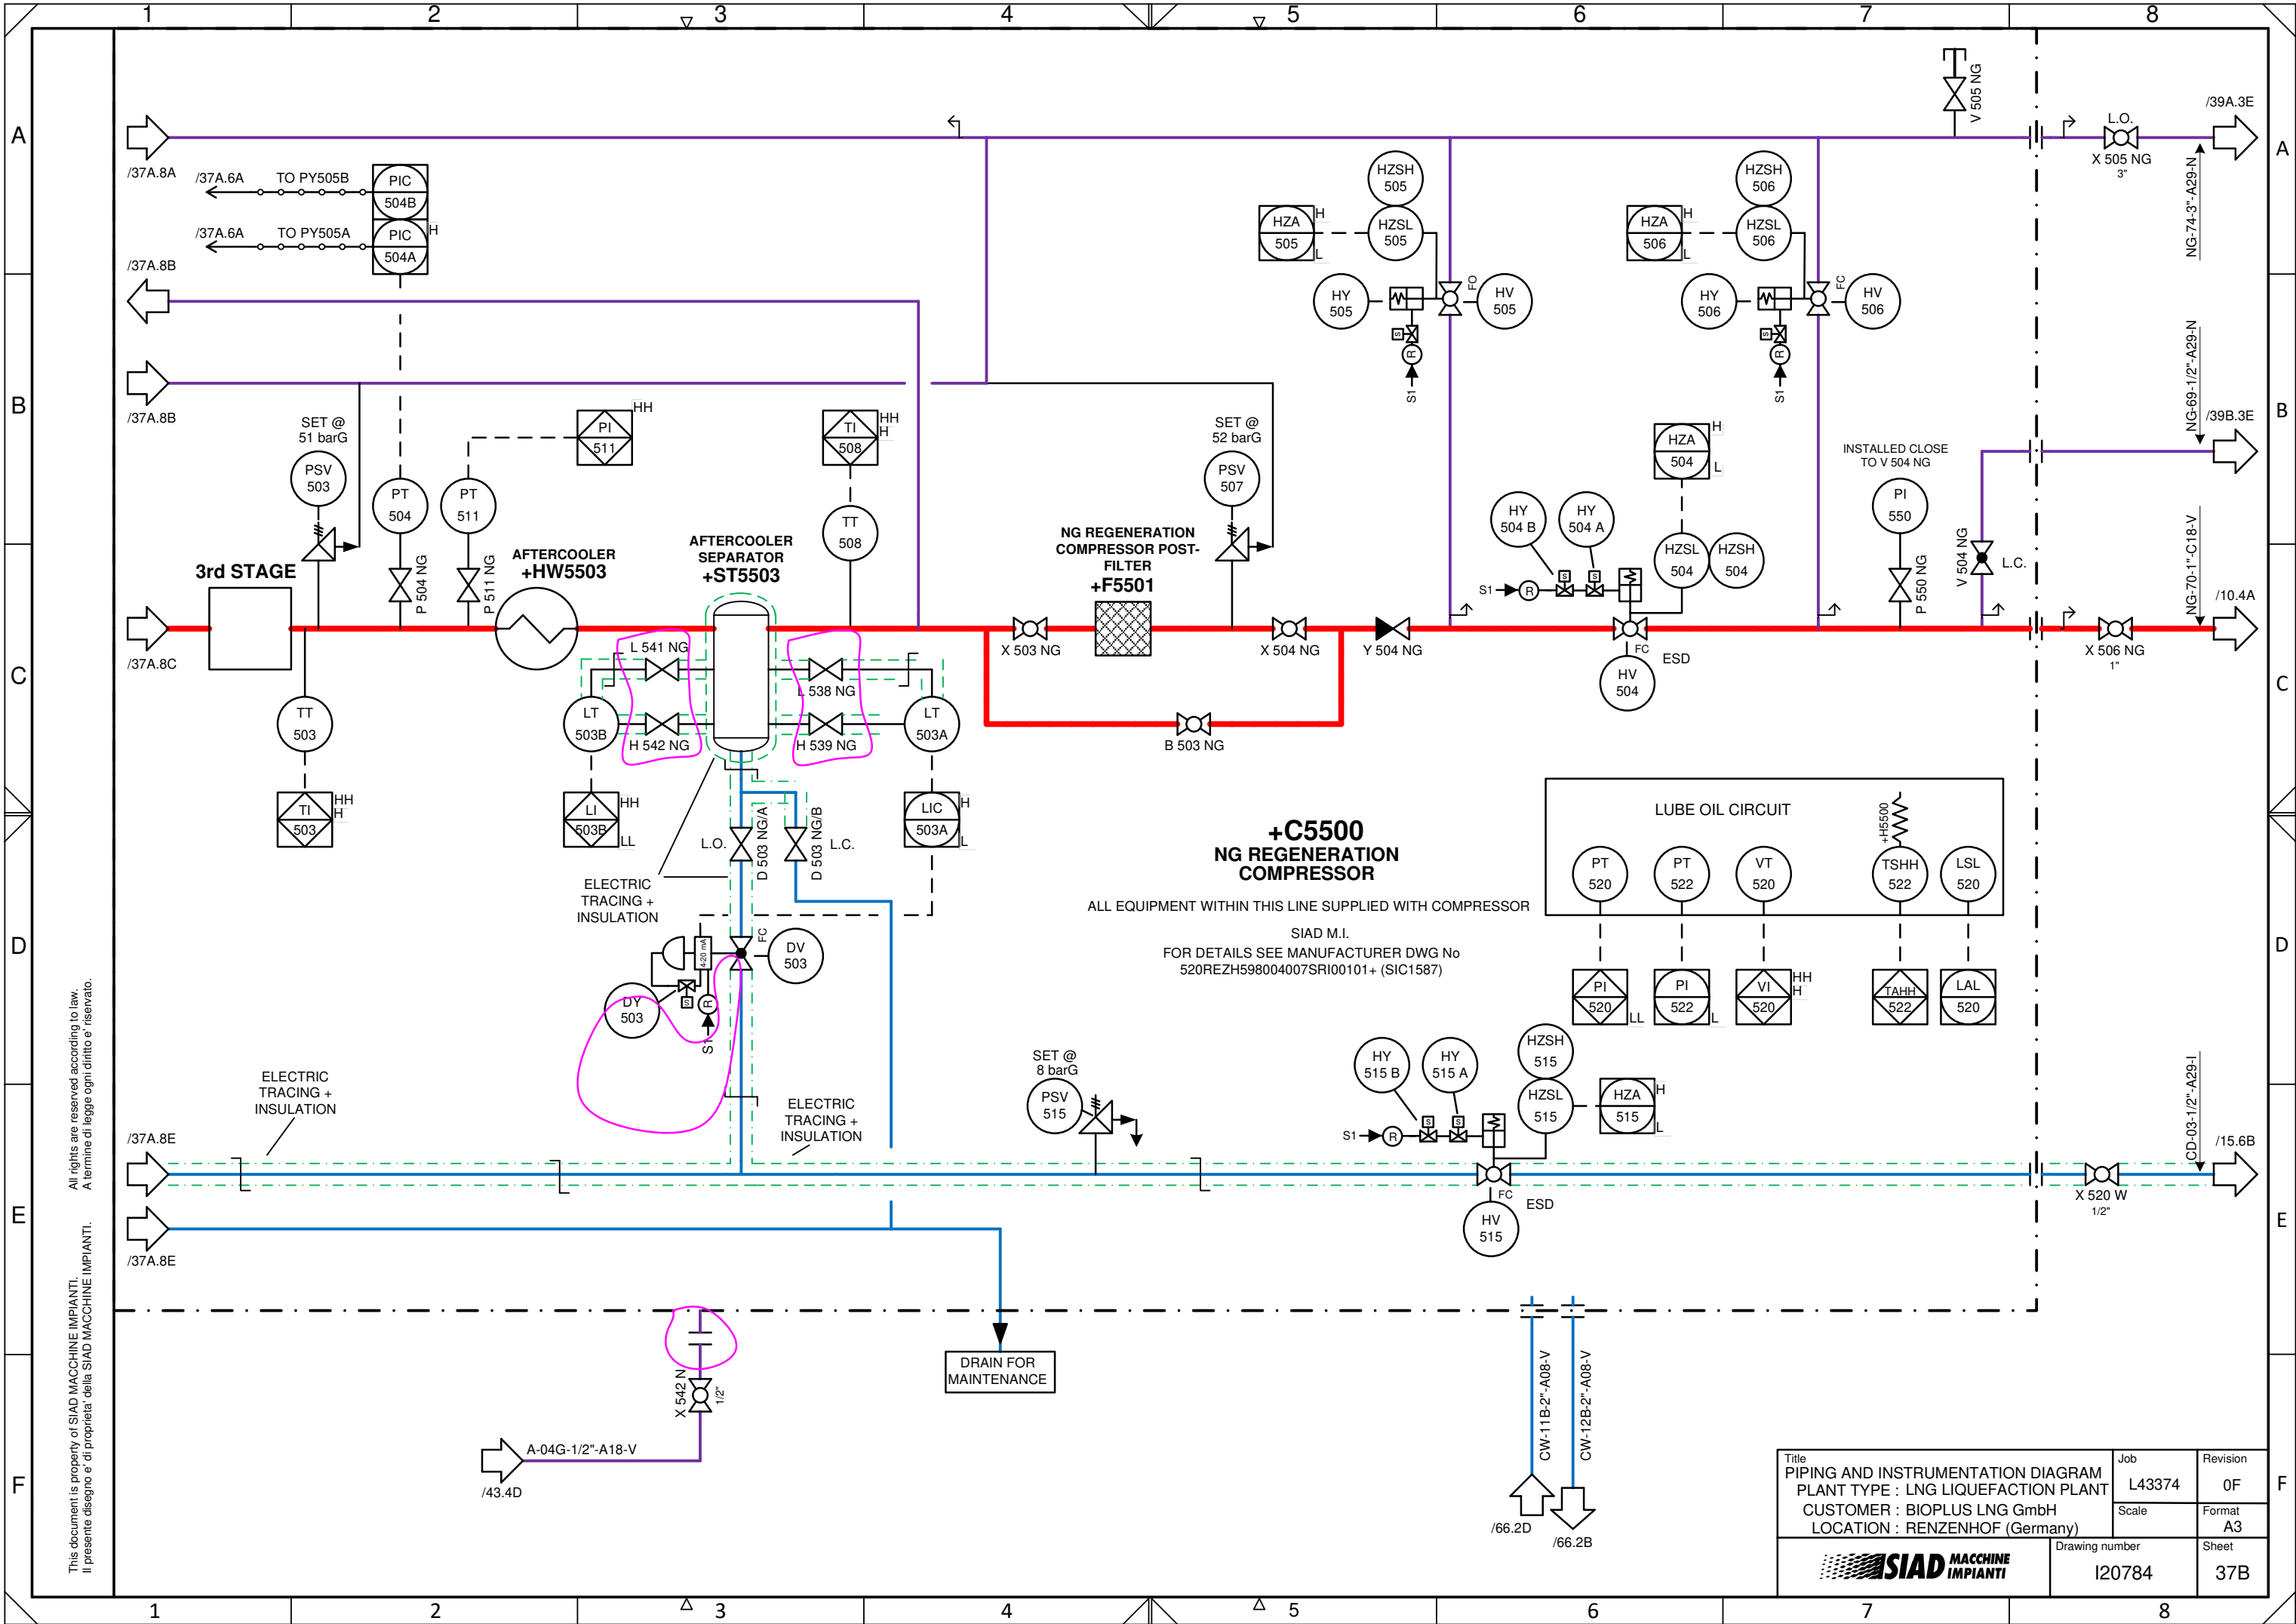 1 2 3 4 5 6 7 8
A
/37A.8A
/37A.6A TO PY505B
PIC
504B
/37A.6A TO PY505A
PIC
504A
H
V 505 NG
L.O.
X 505 NG
3"
/39A.3E
NG-74-3"-A29-N
A
HZSH
505
HZA
505
H
L
HZSL
505
HY
505
FO
HV
505
R
S
S1
HZSH
506
HZA
506
H
L
HZSL
506
HY
506
FC
HV
506
R
S
S1
/37A.8B
B
/37A.8B
SET @
51 barG
PSV
503
PT
504
P 504 NG
PT
511
P 511 NG
PI
511
HH
TI
508
HH
H
TT
508
SET @
52 barG
PSV
507
HZA
504
H
L
HY
504 B
HY
504 A
HZSL
504
HZSH
504
S1
R
S
S
INSTALLED CLOSE
TO V 504 NG
PI
550
P 550 NG
V 504 NG
L.C.
NG-69-1/2"-A29-N
/39B.3E
B
NG-70-1"-C18-V
/10.4A
3rd STAGE
AFTERCOOLER
+HW5503
AFTERCOOLER
SEPARATOR
+ST5503
NG REGENERATION
COMPRESSOR POST-
FILTER
+F5501
C
/37A.8C
X 503 NG
X 504 NG
Y 504 NG
B 503 NG
FC
ESD
HV
504
X 506 NG
1"
C
TT
503
TI
503
HH
H
L 541 NG
L 538 NG
LT
503B
LT
503A
H 542 NG
H 539 NG
LI
503B
HH
LL
LIC
503A
H
L
L.O.
D 503 NG/A
D 503 NG/B
L.C.
ELECTRIC
TRACING +
INSULATION
+C5500
NG REGENERATION
COMPRESSOR
ALL EQUIPMENT WITHIN THIS LINE SUPPLIED WITH COMPRESSOR
SIAD M.I.
FOR DETAILS SEE MANUFACTURER DWG No
520REZH598004007SRI00101+ (SIC1587)
LUBE OIL CIRCUIT
+H5500
PT
520
PT
522
VT
520
TSHH
522
LSL
520
PI
520
LL
PI
522
L
VI
520
HH
H
TAHH
522
LAL
520
D
D
4-20 mA
FC
DV
503
DY
503
S
R
S1
ELECTRIC
TRACING +
INSULATION
ELECTRIC
TRACING +
INSULATION
SET @
8 barG
PSV
515
HY
515 B
HY
515 A
HZSH
515
HZSL
515
HZA
515
H
L
S1
R
S
S
FC
ESD
HV
515
/37A.8E
E
/37A.8E
CD-03-1/2"-A29-I
/15.6B
X 520 W
1/2"
E
DRAIN FOR
MAINTENANCE
X 542 N
1/2"
A-04G-1/2"-A18-V
/43.4D
CW-11B-2"-A08-V
CW-12B-2"-A08-V
/66.2D
/66.2B
F
F
All rights are reserved according to law.
A termine di legge ogni diritto e' riservato.
This document is property of SIAD MACCHINE IMPIANTI.
Il presente disegno e' di proprieta' della SIAD MACCHINE IMPIANTI.
Title
PIPING AND INSTRUMENTATION DIAGRAM
PLANT TYPE : LNG LIQUEFACTION PLANT
CUSTOMER : BIOPLUS LNG GmbH
LOCATION : RENZENHOF (Germany)
Job
L43374
Revision
0F
Scale
Format
A3
SIAD MACCHINE
IMPIANTI
Drawing number
I20784
Sheet
37B
1 2 3 4 5 6 7 8